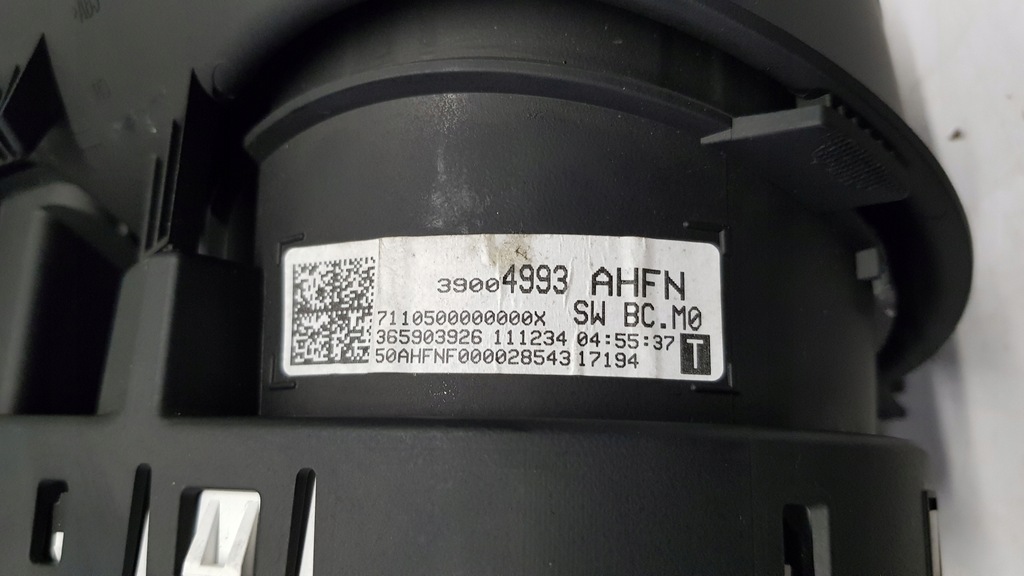 39004993 AHFN
7110500000000X SW BC.M0
365903926 111234 04:55:37 T
50AHFNF000028543 17194